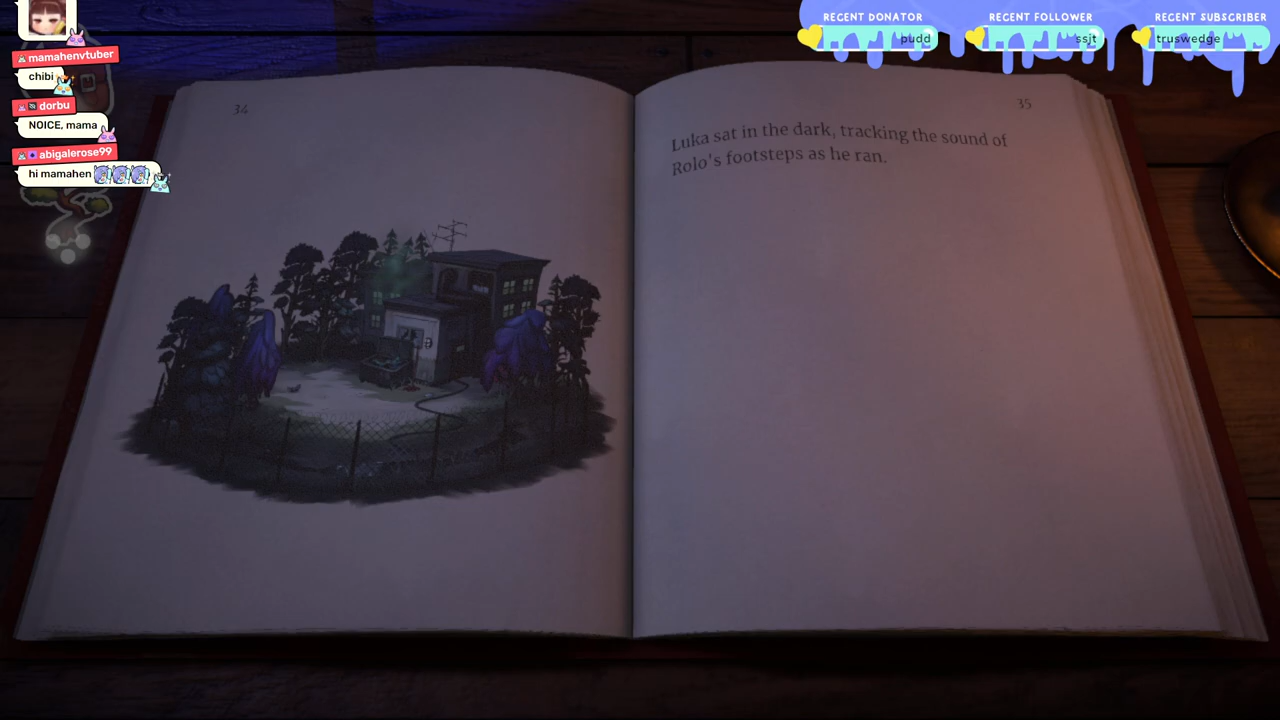 mamahenvtuber
chibi
dorbu
NOICE, mama
abigalerose99
hi mamahen
RECENT DONATOR
pudd
RECENT FOLLOWER
ssjt
RECENT SUBSCRIBER
truswedge
34
35
Luka sat in the dark, tracking the sound of
Rolo's footsteps as he ran.